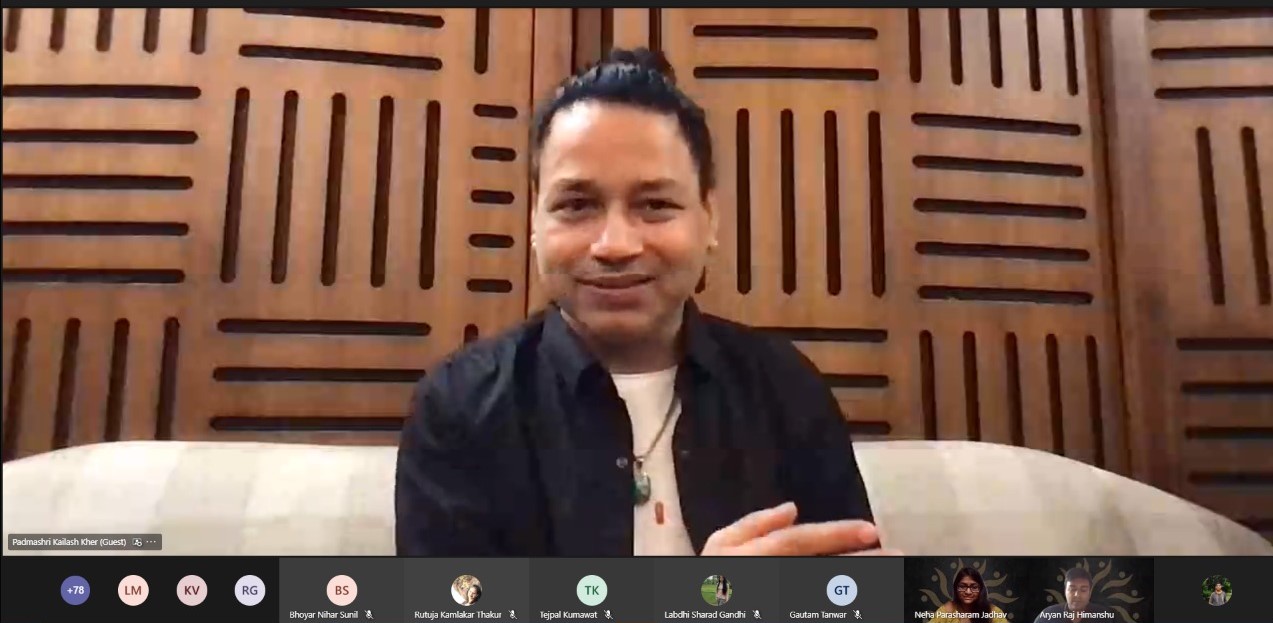 Padmashri Kailash Kher (Guest)
+78
LM
KV
RG
BS
Bhoyar Nihar Sunil
Rutuja Kamlakar Thakur
TK
Tejpal Kumawat
Labdhi Sharad Gandhi
GT
Gautam Tanwar
Neha Parasharam Jadhav
Aryan Raj Himanshu